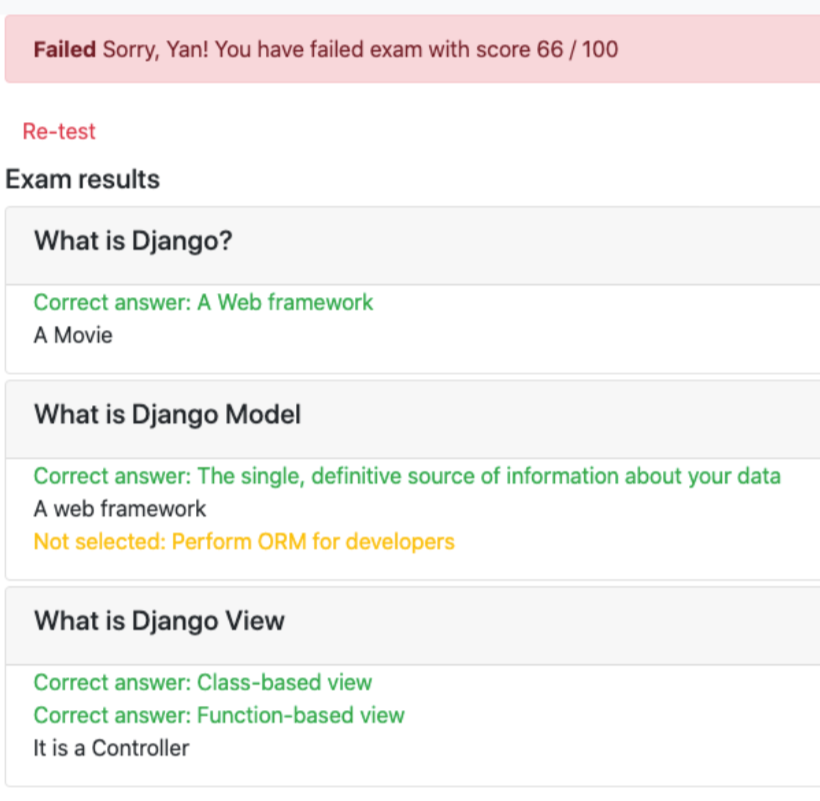 Failed Sorry, Yan! You have failed exam with score 66 / 100
Re-test
Exam results
What is Django?
Correct answer: A Web framework
A Movie
What is Django Model
Correct answer: The single, definitive source of information about your data
A web framework
Not selected: Perform ORM for developers
What is Django View
Correct answer: Class-based view
Correct answer: Function-based view
It is a Controller